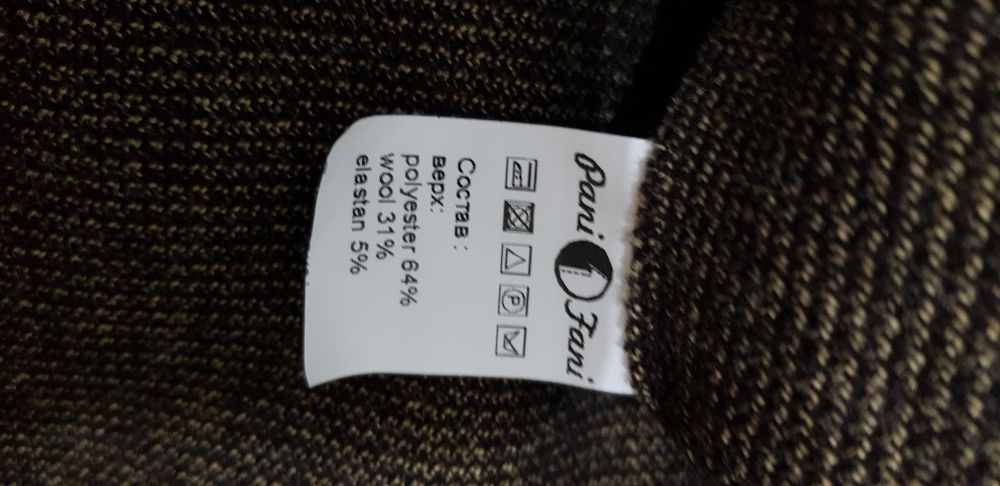 Pani Fani
P
Состав :
верх:
polyester 64%
wool 31%
elastan 5%